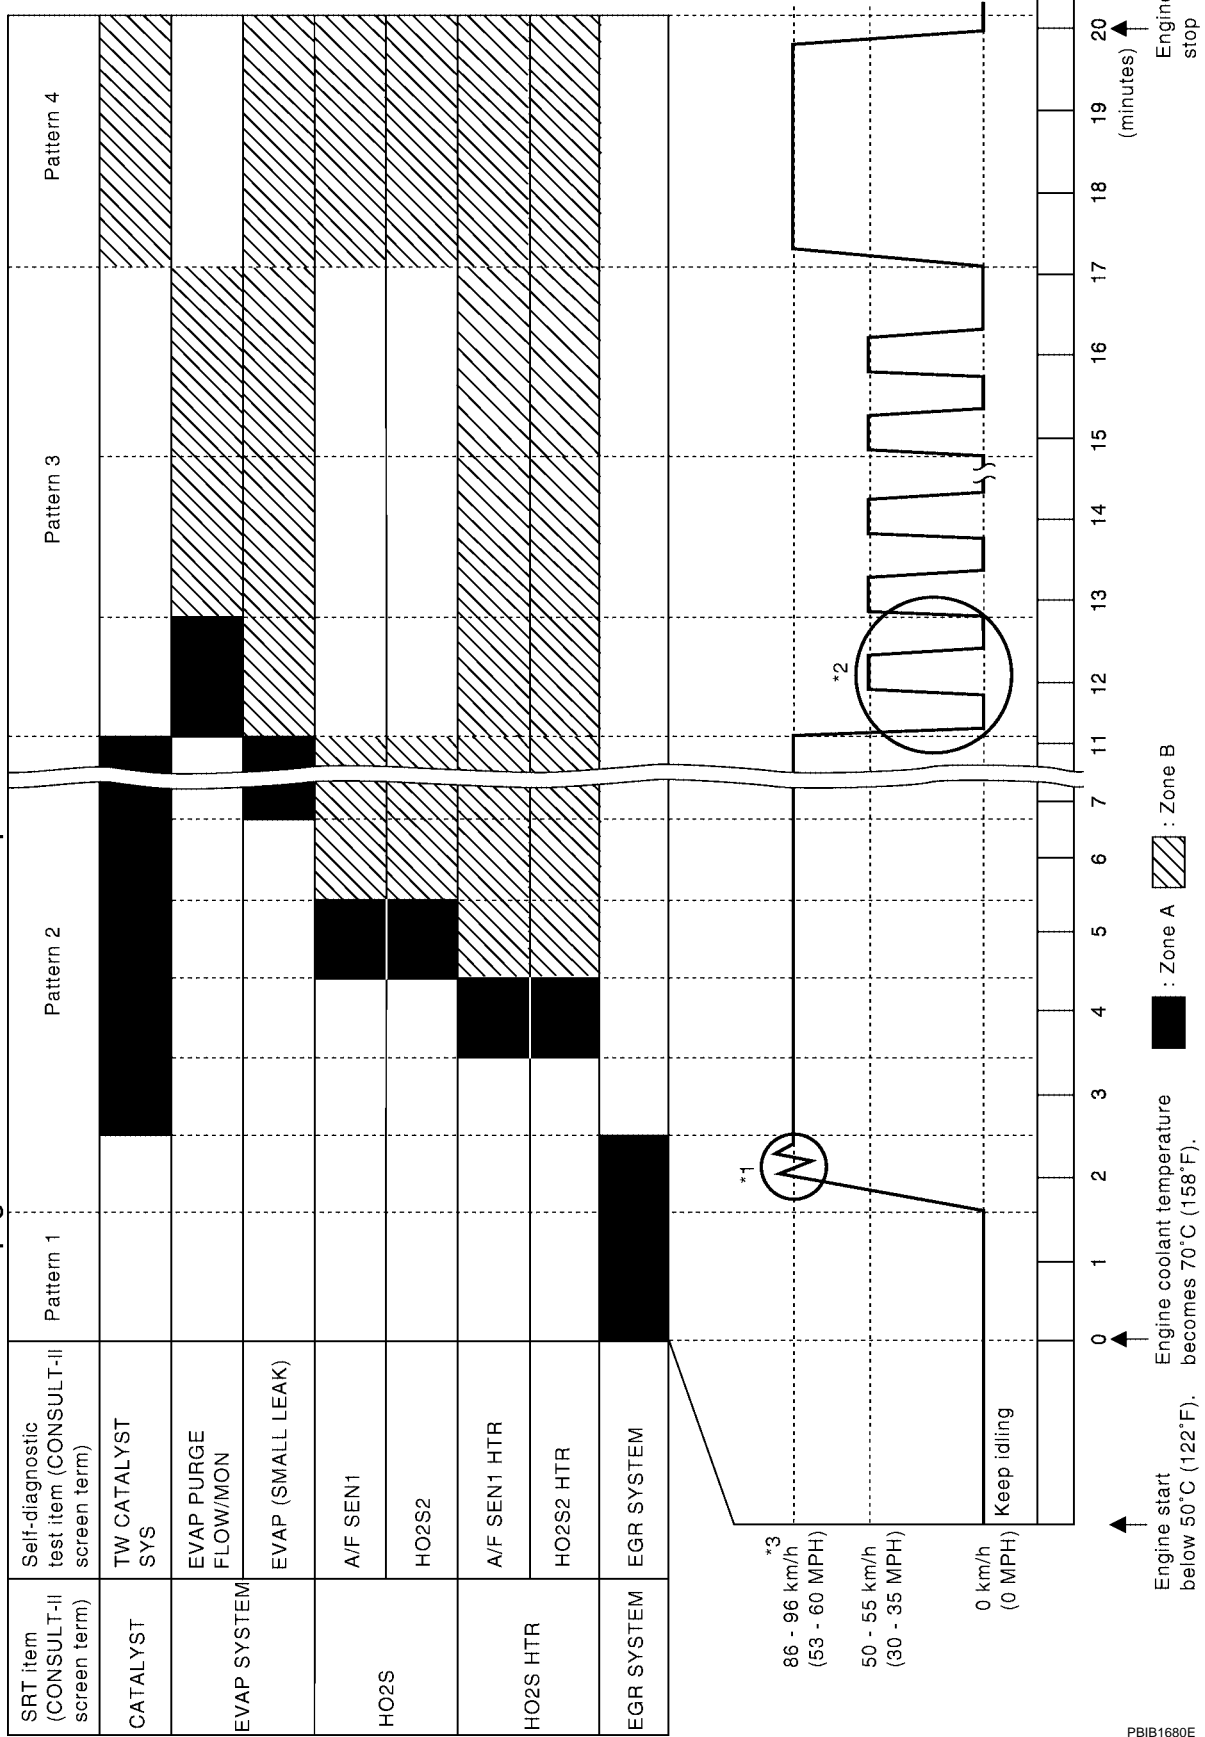 SRT item
(CONSULT-II
screen term)
Self-diagnostic
test item (CONSULT-II
screen term)
Pattern 1
Pattern 2
Pattern 3
Pattern 4
CATALYST
TW CATALYST
SYS
EVAP SYSTEM
EVAP PURGE
FLOW/MON
EVAP (SMALL LEAK)
HO2S
A/F SEN1
HO2S2
HO2S HTR
A/F SEN1 HTR
HO2S2 HTR
EGR SYSTEM
EGR SYSTEM
*3
86 - 96 km/h
(53 - 60 MPH)
50 - 55 km/h
(30 - 35 MPH)
0 km/h
(0 MPH)
Keep idling
*1
*2
0 1 2 3 4 5 6 7 11 12 13 14 15 16 17 18 19 20
(minutes)
Engine start
below 50°C (122°F).
Engine coolant temperature
becomes 70°C (158°F).
: Zone A
: Zone B
Engine
stop
PBIB1680E